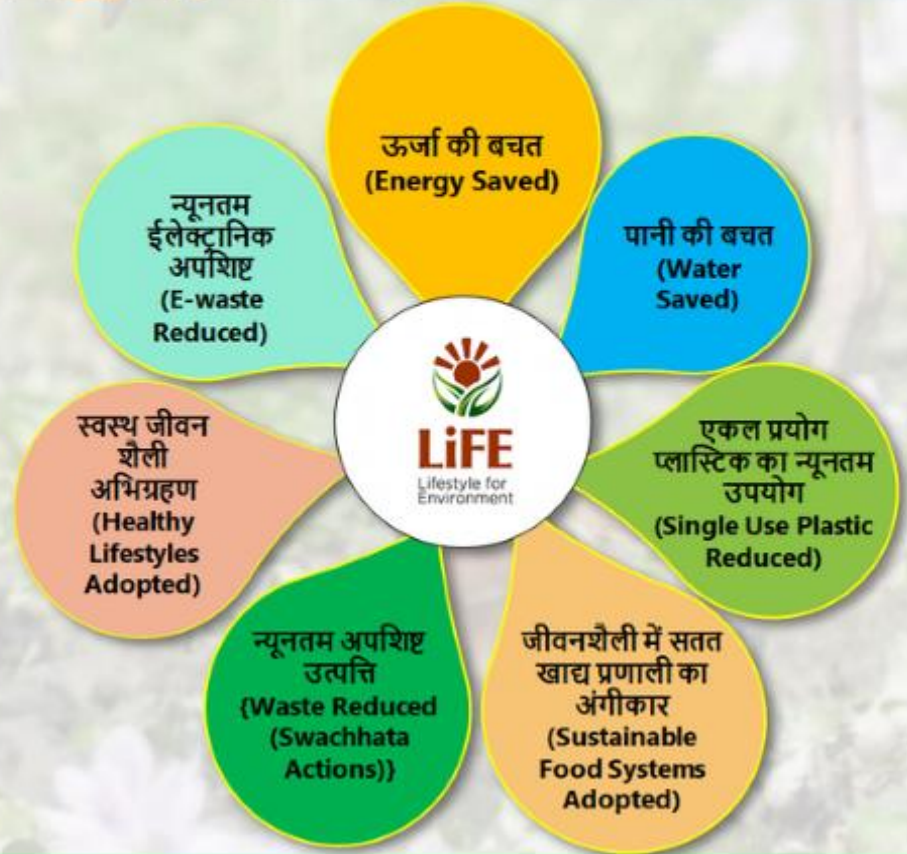 ऊर्जा की बचत
(Energy Saved)
पानी की बचत
(Water
Saved)
एकल प्रयोग
प्लास्टिक का न्यूनतम
उपयोग
(Single Use Plastic
Reduced)
जीवनशैली में सतत
खाद्य प्रणाली का
अंगीकार
(Sustainable
Food Systems
Adopted)
न्यूनतम अपशिष्ट
उत्पत्ति
{Waste Reduced
(Swachhata
Actions)}
स्वस्थ जीवन
शैली
अभिग्रहण
(Healthy
Lifestyles
Adopted)
न्यूनतम
ईलेक्ट्रानिक
अपशिष्ट
(E-waste
Reduced)
LiFE
Lifestyle for
Environment